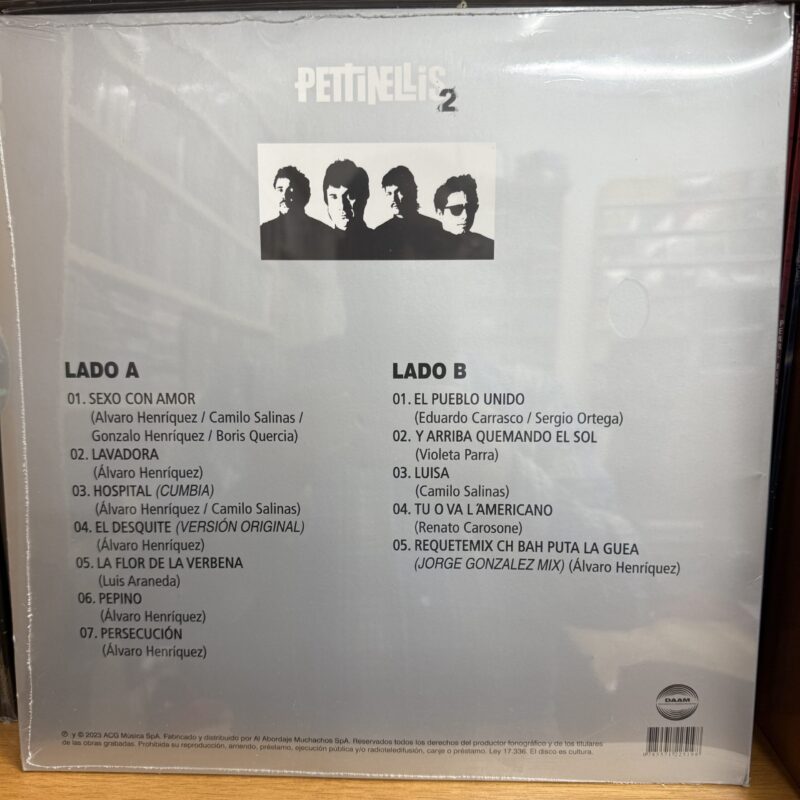 PETTINELLIS 2
LADO A
01. SEXO CON AMOR
(Alvaro Henríquez / Camilo Salinas /
Gonzalo Henríquez / Boris Quercia)
02. LAVADORA
(Álvaro Henríquez)
03. HOSPITAL (CUMBIA)
(Álvaro Henríquez / Camilo Salinas)
04. EL DESQUITE (VERSIÓN ORIGINAL)
(Álvaro Henríquez)
05. LA FLOR DE LA VERBENA
(Luis Araneda)
06. PEPINO
(Álvaro Henríquez)
07. PERSECUCIÓN
(Álvaro Henríquez)
LADO B
01. EL PUEBLO UNIDO
(Eduardo Carrasco / Sergio Ortega)
02. Y ARRIBA QUEMANDO EL SOL
(Violeta Parra)
03. LUISA
(Camilo Salinas)
04. TU O VA L´AMERICANO
(Renato Carosone)
05. REQUETEMIX CH BAH PUTA LA GUEA
(JORGE GONZALEZ MIX) (Álvaro Henríquez)
DAAM
℗ y © 2023 ACG Música SpA. Fabricado y distribuido por Al Abordaje Muchachos SpA. Reservados todos los derechos del productor fonográfico y de los titulares
de las obras grabadas. Prohibida su reproducción, arriendo, préstamo, ejecución pública y/o radioteledifusión, canje o préstamo. Ley 17.336. El disco es cultura.